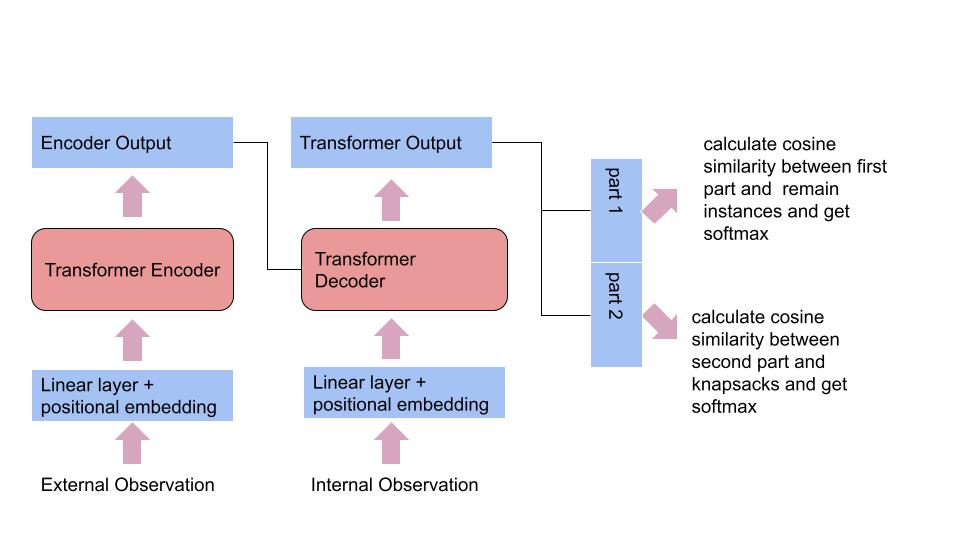 Encoder Output
Transformer Encoder
Linear layer +
positional embedding
External Observation
Transformer Output
Transformer
Decoder
Linear layer +
positional embedding
Internal Observation
part 1
part 2
calculate cosine
similarity between first
part and  remain
instances and get
softmax
calculate cosine
similarity between
second part and
knapsacks and get
softmax